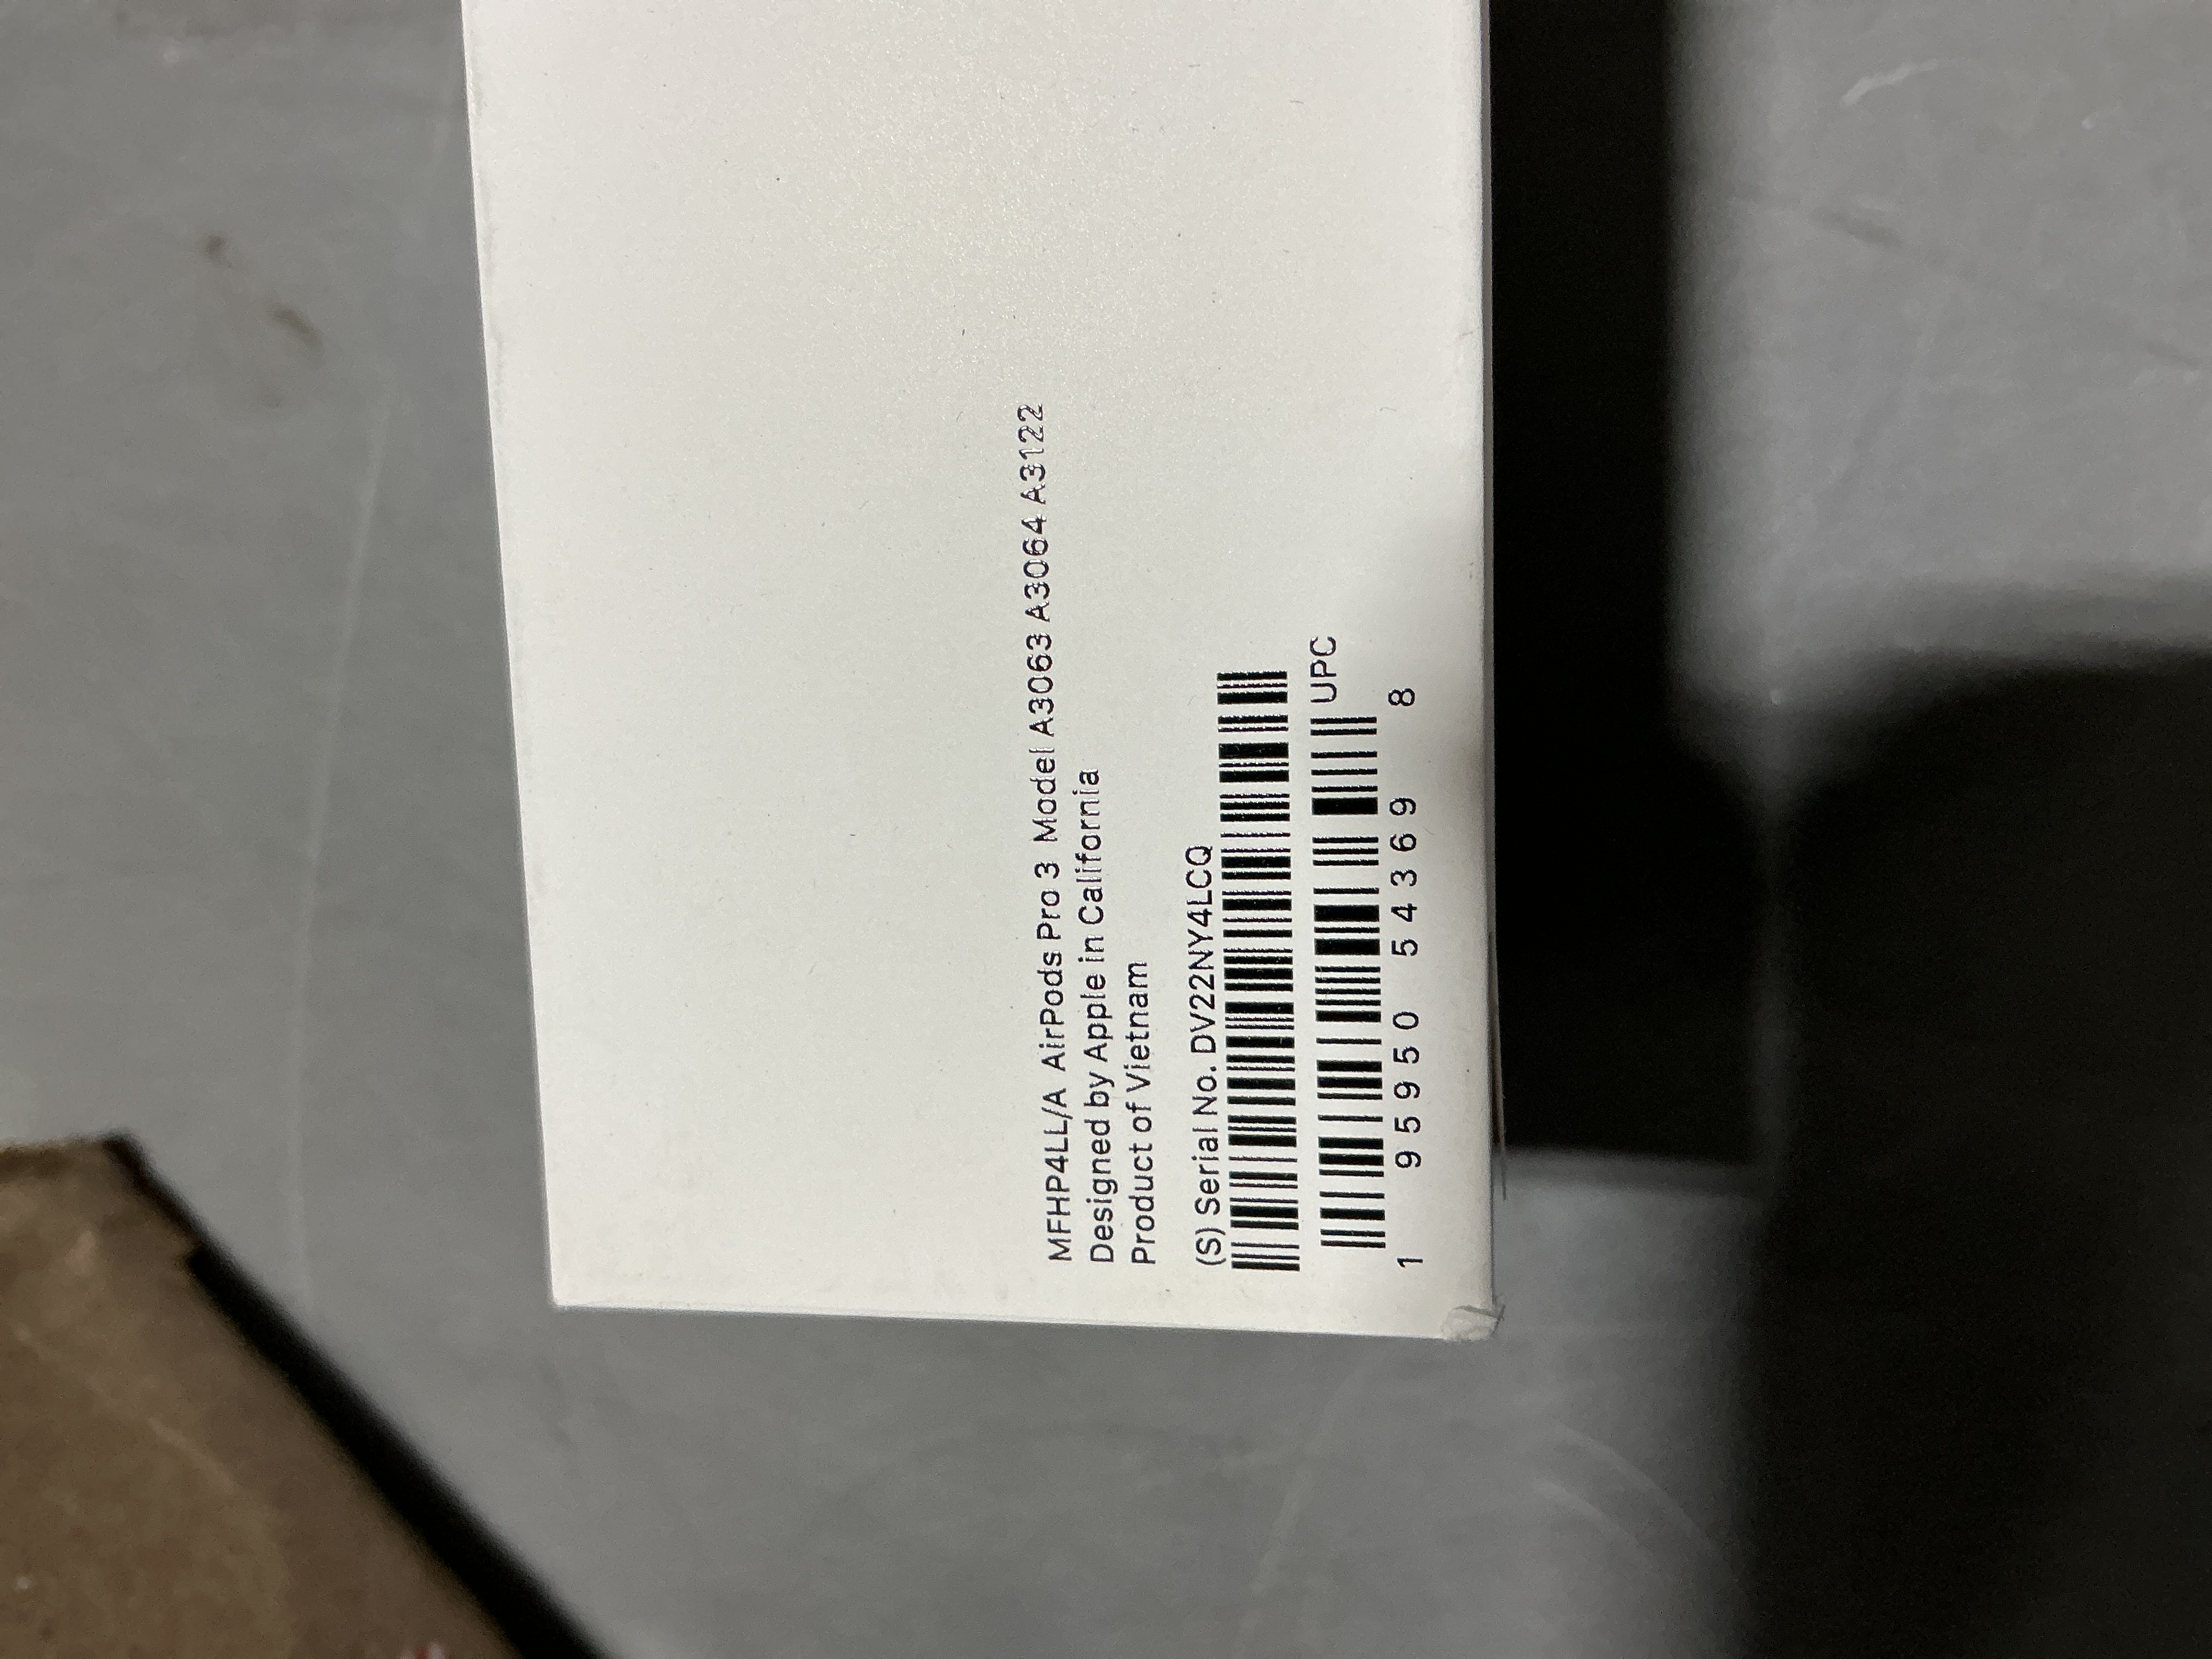 MFHP4LL/A AirPods Pro 3 Model A3063 A3064 A3122
Designed by Apple in California
Product of Vietnam
(S) Serial No. DV22NY4LCQ
UPC
1 95950 54369 8